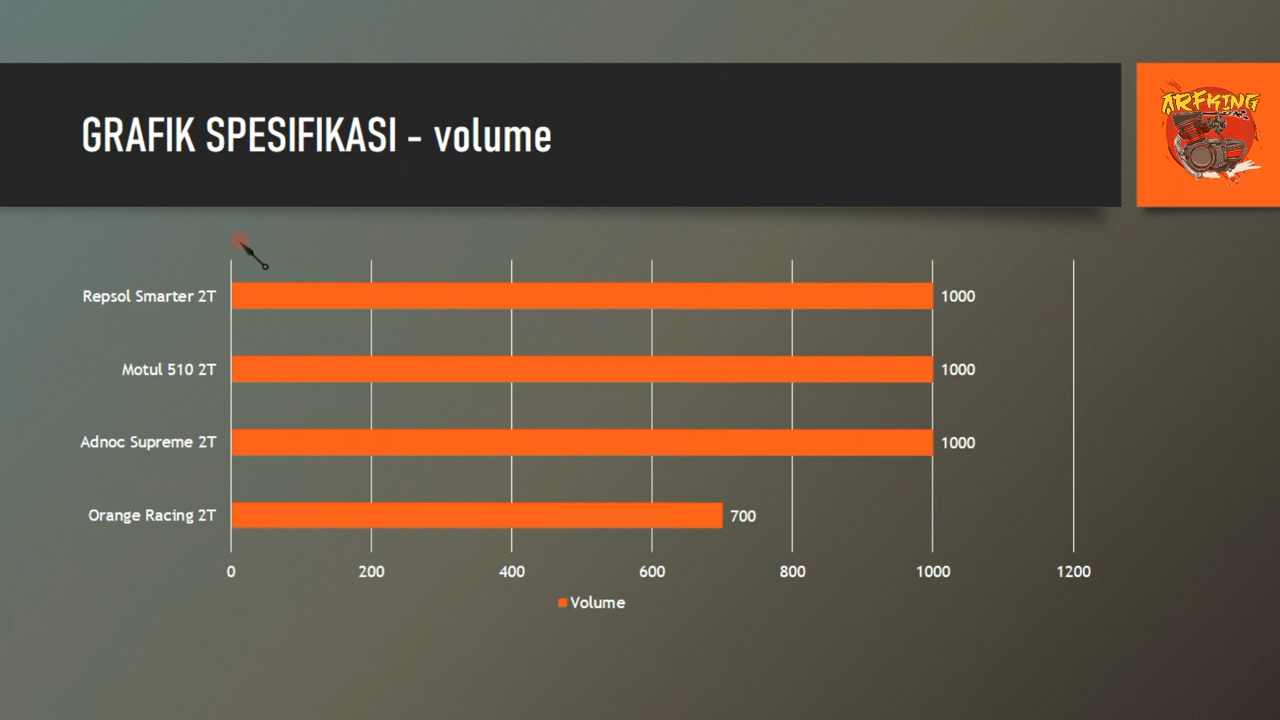 GRAFIK SPESIFIKASI - volume
ARFKING
Repsol Smarter 2T
1000
Motul 510 2T
1000
Adnoc Supreme 2T
1000
Orange Racing 2T
700
0 200 400 600 800 1000 1200
Volume